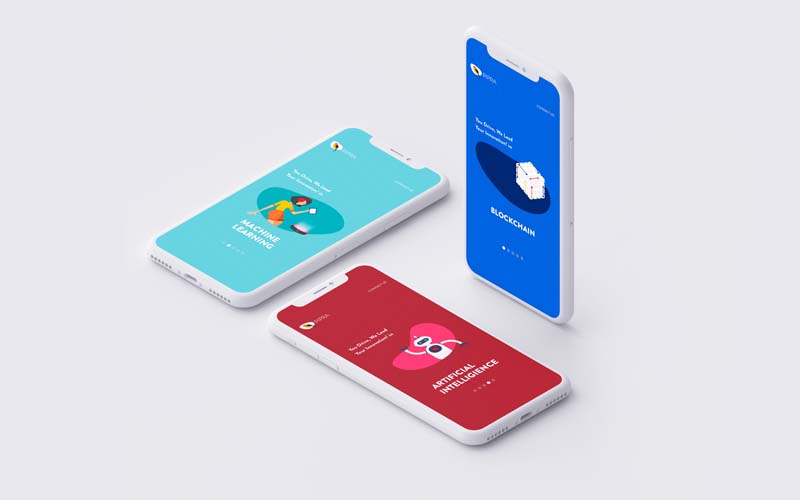 You Drive, We Lead
Your Innovation! in
MACHINE
LEARNING
You Drive, We Lead
Your Innovation! in
BLOCKCHAIN
You Drive, We Lead
Your Innovation! in
ARTIFICIAL
INTELLIGIENCE